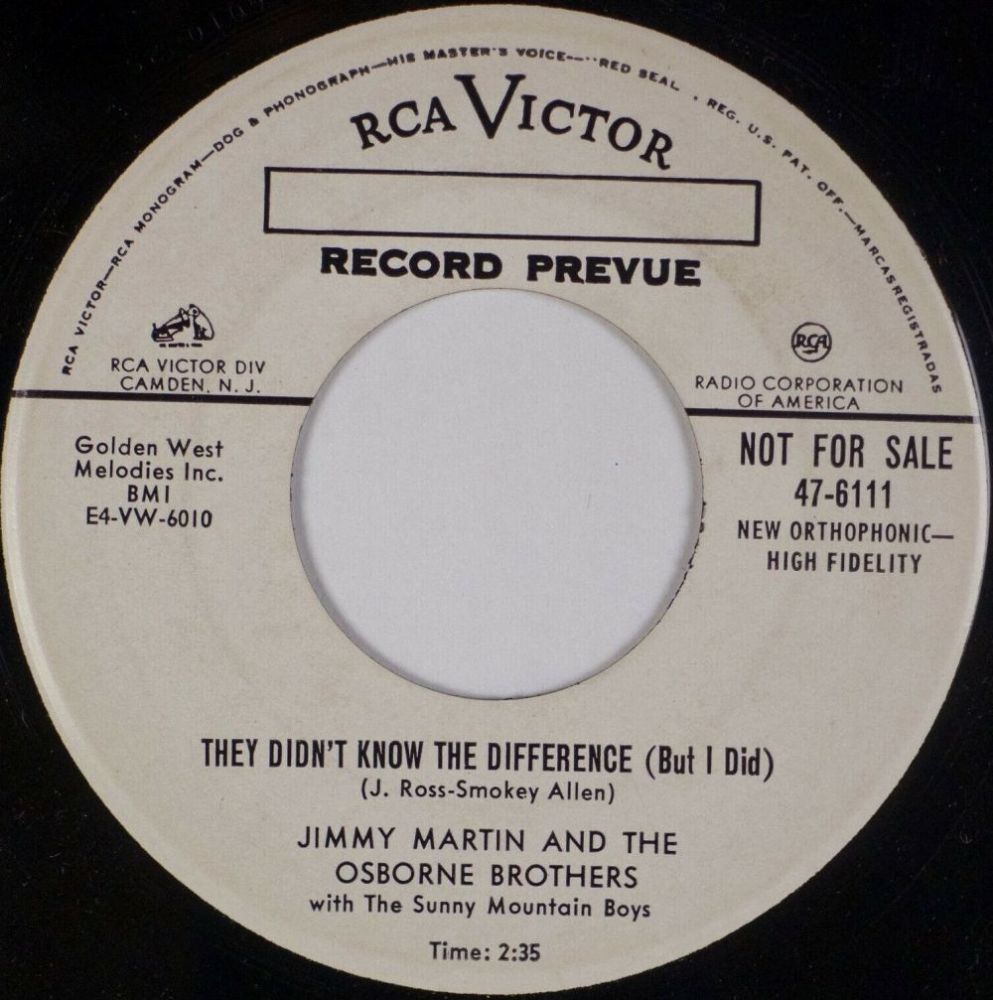 RCA VICTOR—RCA MONOGRAM—DOG & PHONOGRAPH—HIS MASTER'S VOICE—"RED SEAL . REG. U.S. PAT. OFF.—MARCAS REGISTRADAS
RCA VICTOR
RECORD PREVUE
RCA VICTOR DIV
CAMDEN, N. J.
RCA
RADIO CORPORATION
OF AMERICA
Golden West
Melodies Inc.
BMI
E4-VW-6010
NOT FOR SALE
47-6111
NEW ORTHOPHONIC—
HIGH FIDELITY
THEY DIDN'T KNOW THE DIFFERENCE (But I Did)
(J. Ross-Smokey Allen)
JIMMY MARTIN AND THE
OSBORNE BROTHERS
with The Sunny Mountain Boys
Time: 2:35